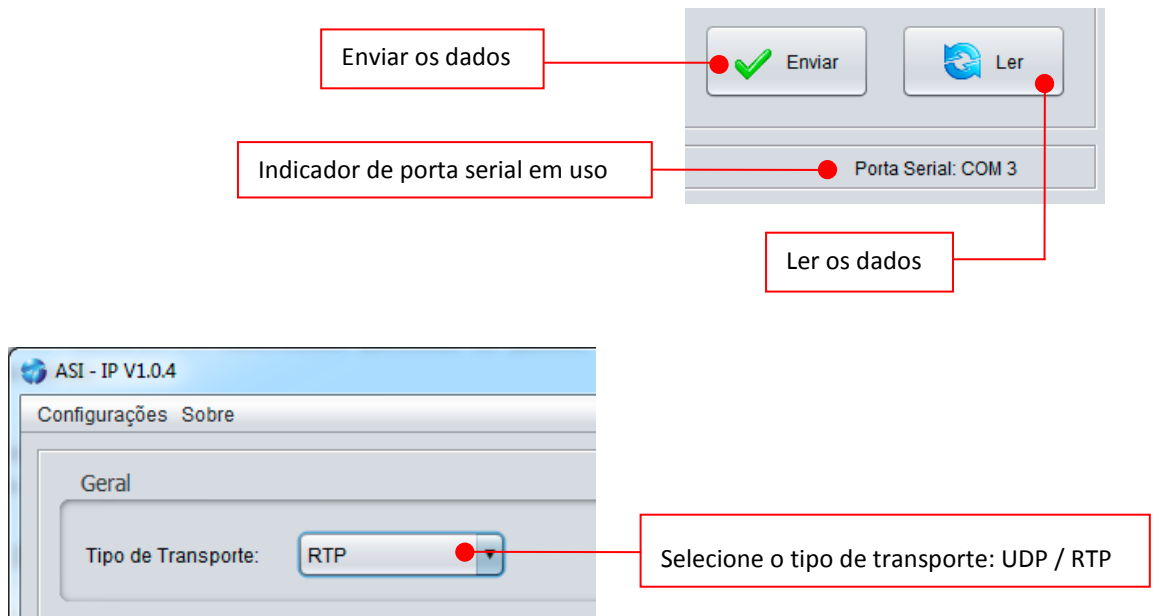 Enviar os dados
Enviar
Ler
Indicador de porta serial em uso
Porta Serial: COM 3
Ler os dados
ASI - IP V1.0.4
Configurações Sobre
Geral
Tipo de Transporte:
RTP
Selecione o tipo de transporte: UDP / RTP